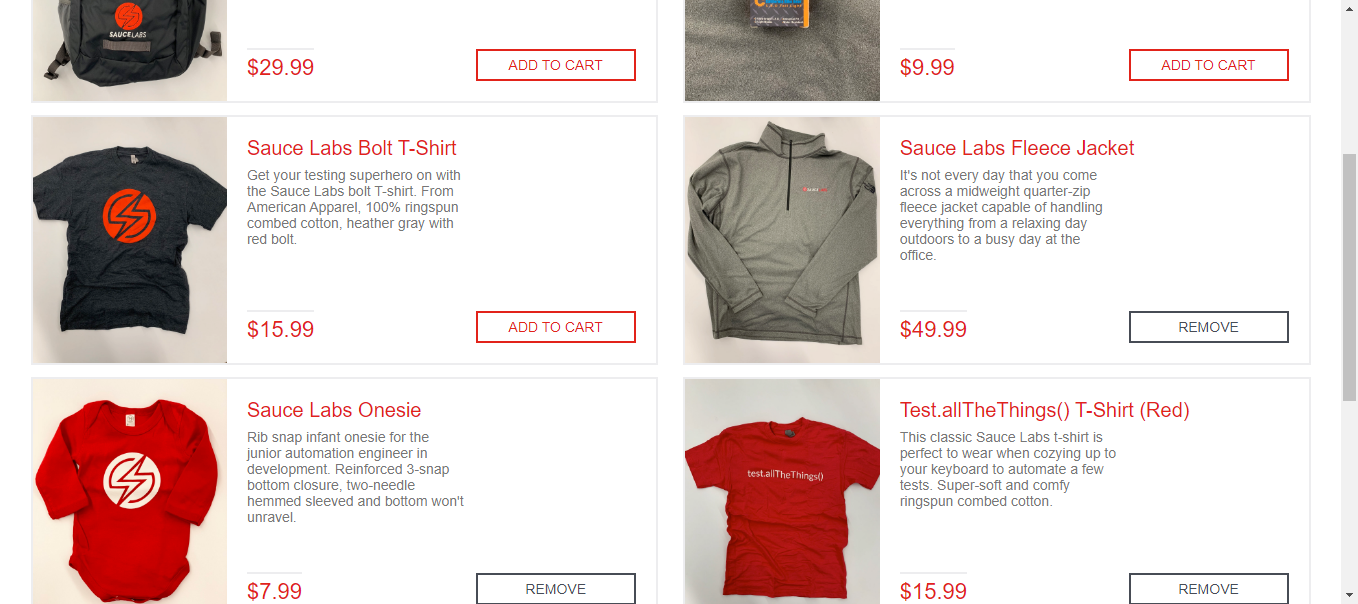 SAUCELABS
$29.99
ADD TO CART
$9.99
ADD TO CART
Sauce Labs Bolt T-Shirt
Get your testing superhero on with
the Sauce Labs bolt T-shirt. From
American Apparel, 100% ringspun
combed cotton, heather gray with
red bolt.
$15.99
ADD TO CART
Sauce Labs Fleece Jacket
It's not every day that you come
across a midweight quarter-zip
fleece jacket capable of handling
everything from a relaxing day
outdoors to a busy day at the
office.
$49.99
REMOVE
Sauce Labs Onesie
Rib snap infant onesie for the
junior automation engineer in
development. Reinforced 3-snap
bottom closure, two-needle
hemmed sleeved and bottom won't
unravel.
$7.99
REMOVE
test.allTheThings()
Test.allTheThings() T-Shirt (Red)
This classic Sauce Labs t-shirt is
perfect to wear when cozying up to
your keyboard to automate a few
tests. Super-soft and comfy
ringspun combed cotton.
$15.99
REMOVE